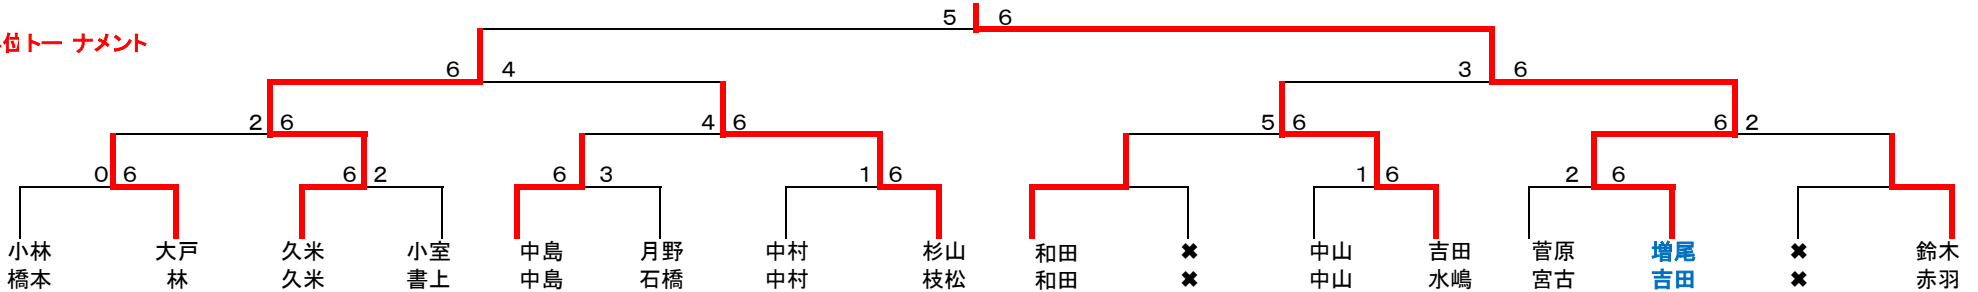 5 6
位トーナメント
6 4 3 6
2 6 4 6 5 6 6 2
0 6 6 2 6 3 1 6 1 6 2 6
小林 大戸 久米 小室 中島 月野 中村 杉山 和田 ✖ 中山 吉田 菅原 増尾 ✖ 鈴木
橋本 林 久米 書上 中島 石橋 中村 枝松 和田 ✖ 中山 水嶋 宮古 吉田 ✖ 赤羽